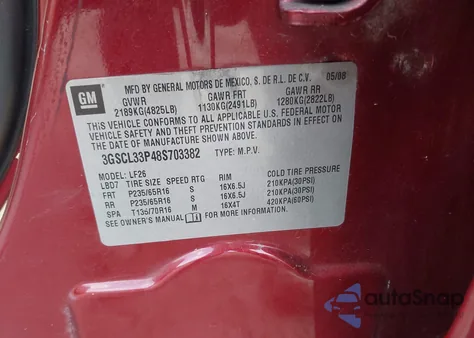 GM
MFD BY GENERAL MOTORS DE MEXICO, S. DE R.L. DE C.V. 05/08
GVWR GAWR FRT GAWR RR
2189KG(4825LB) 1130KG(2491LB) 1280KG(2822LB)
THIS VEHICLE CONFORMS TO ALL APPLICABLE U.S. FEDERAL MOTOR
VEHICLE SAFETY AND THEFT PREVENTION STANDARDS IN EFFECT ON
THE DATE OF MANUFACTURE SHOWN ABOVE.
3GSCL33P48S703382 TYPE: M.P.V.
MODEL: LF26
LBD7 TIRE SIZE SPEED RTG RIM COLD TIRE PRESSURE
FRT P235/65R16 S 16X6.5J 210KPA(30PSI)
RR P235/65R16 S 16X6.5J 210KPA(30PSI)
SPA T135/70R16 M 16X4T 420KPA(60PSI)
SEE OWNER'S MANUAL
autoSnap